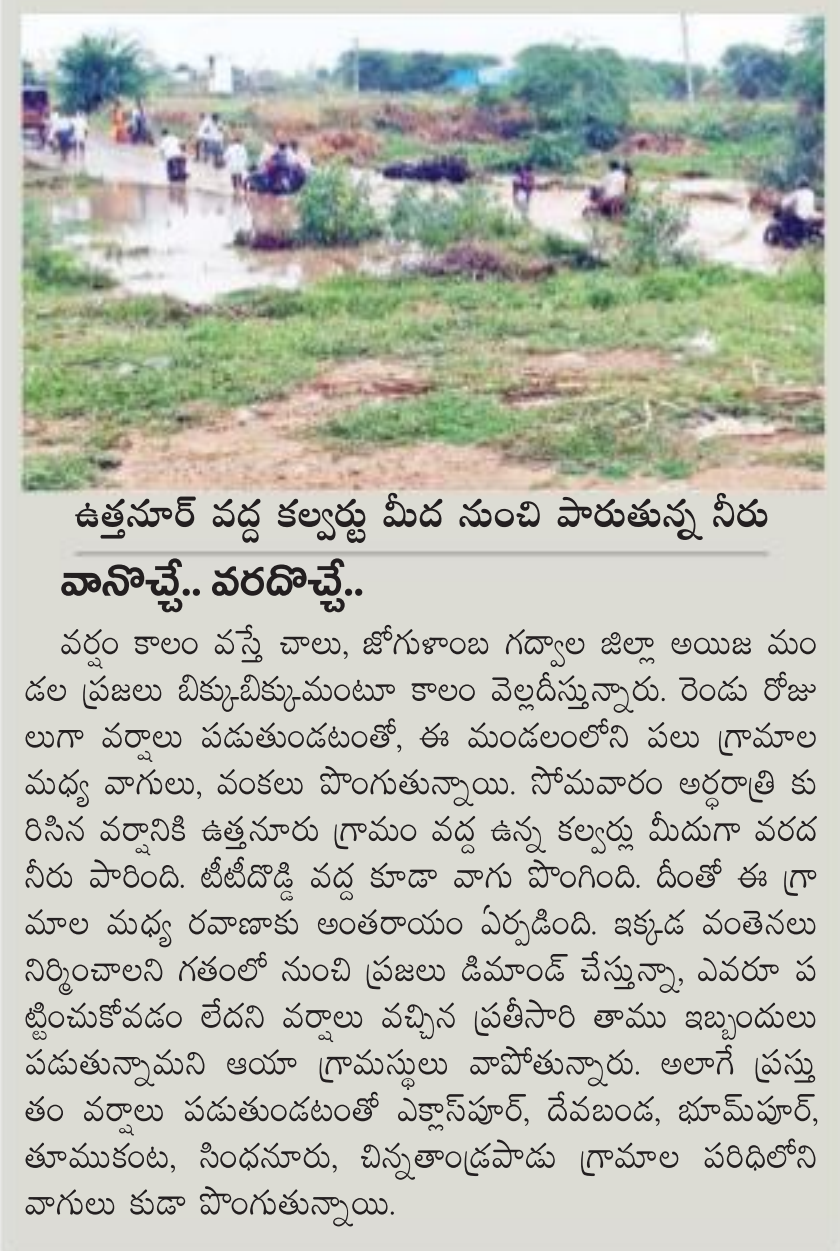 ఉత్తనూర్ వద్ద కల్వర్టు మీద నుంచి పారుతున్న నీరు
వానొచ్చే.. వరదొచ్చే..
వర్షం కాలం వస్తే చాలు, జోగుళాంబ గద్వాల జిల్లా అయిజ మం
డల ప్రజలు బిక్కుబిక్కుమంటూ కాలం వెల్లదీస్తున్నారు. రెండు రోజు
లుగా వర్షాలు పడుతుండటంతో, ఈ మండలంలోని పలు గ్రామాల
మధ్య వాగులు, వంకలు పొంగుతున్నాయి. సోమవారం అర్ధరాత్రి కు
రిసిన వర్షానికి ఉత్తనూరు గ్రామం వద్ద ఉన్న కల్వర్లు మీదుగా వరద
నీరు పారింది. టీటీదొడ్డి వద్ద కూడా వాగు పొంగింది. దీంతో ఈ గ్రా
మాల మధ్య రవాణాకు అంతరాయం ఏర్పడింది. ఇక్కడ వంతెనలు
నిర్మించాలని గతంలో నుంచి ప్రజలు డిమాండ్ చేస్తున్నా, ఎవరూ ప
ట్టించుకోవడం లేదని వర్షాలు వచ్చిన ప్రతీసారి తాము ఇబ్బందులు
పడుతున్నామని ఆయా గ్రామస్థులు వాపోతున్నారు. అలాగే ప్రస్తు
తం వర్షాలు పడుతుండటంతో ఎక్లాస్‌పూర్, దేవబండ, భూమ్‌పూర్,
తూముకంట, సింధనూరు, చిన్నతాండ్రపాడు గ్రామాల పరిధిలోని
వాగులు కుడా పొంగుతున్నాయి.